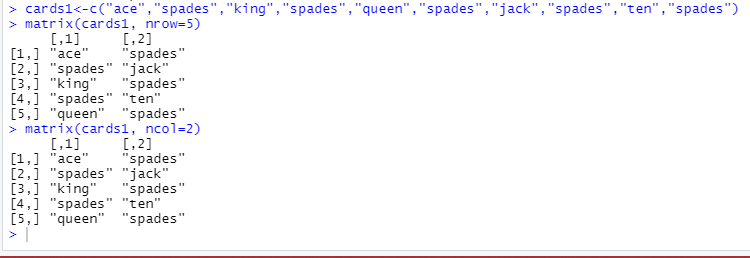 > cards1<-c("ace","spades","king","spades","queen","spades","jack","spades","ten","spades")
> matrix(cards1, nrow=5)
     [,1]     [,2]
[1,] "ace"    "spades"
[2,] "spades" "jack"
[3,] "king"   "spades"
[4,] "spades" "ten"
[5,] "queen"  "spades"
> matrix(cards1, ncol=2)
     [,1]     [,2]
[1,] "ace"    "spades"
[2,] "spades" "jack"
[3,] "king"   "spades"
[4,] "spades" "ten"
[5,] "queen"  "spades"
>